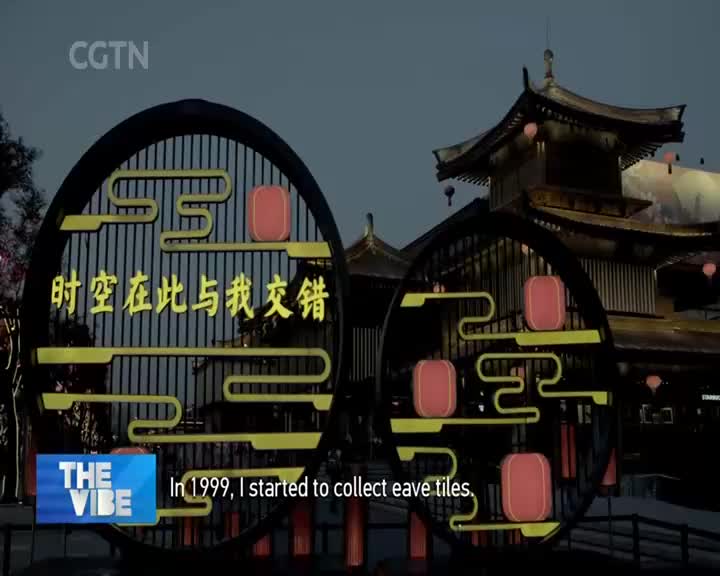 CGTN
时空在此与我交错
THE
VIBE
In 1999, I started to collect eave tiles.